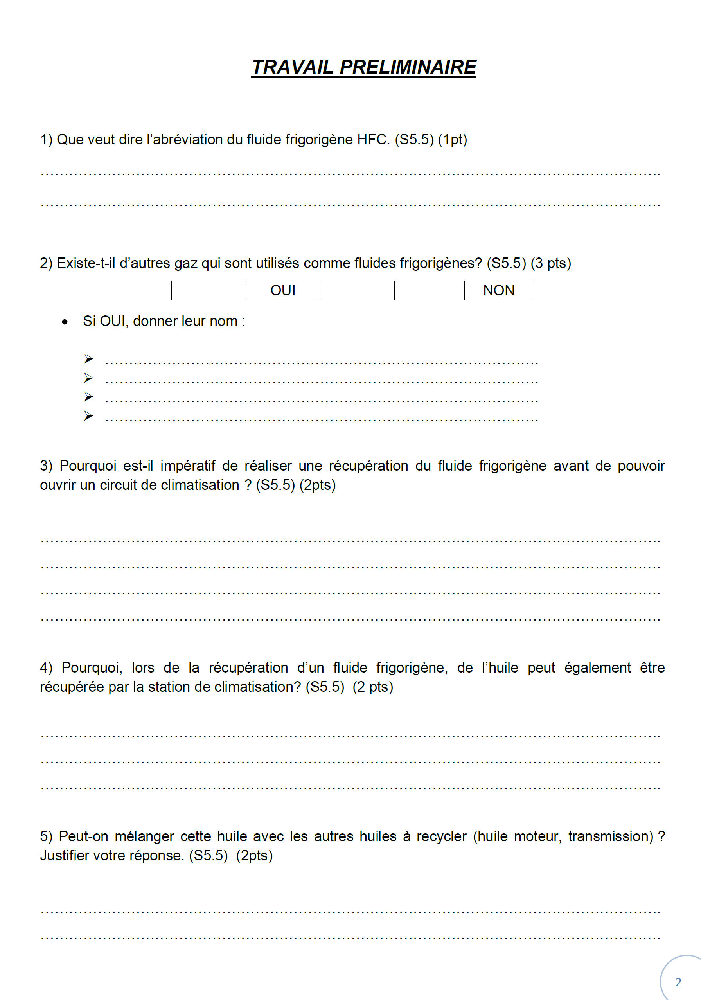 TRAVAIL PRELIMINAIRE
1) Que veut dire l’abréviation du fluide frigorigène HFC. (S5.5) (1pt)
……………………………………………………………………………………………………………….
……………………………………………………………………………………………………………….
2) Existe-t-il d’autres gaz qui sont utilisés comme fluides frigorigènes? (S5.5) (3 pts)
OUI NON
● Si OUI, donner leur nom :
➢ …………………………………………………………………………….
➢ …………………………………………………………………………….
➢ …………………………………………………………………………….
➢ …………………………………………………………………………….
3) Pourquoi est-il impératif de réaliser une récupération du fluide frigorigène avant de pouvoir
ouvrir un circuit de climatisation ? (S5.5) (2pts)
……………………………………………………………………………………………………………….
……………………………………………………………………………………………………………….
……………………………………………………………………………………………………………….
……………………………………………………………………………………………………………….
4) Pourquoi, lors de la récupération d’un fluide frigorigène, de l’huile peut également être
récupérée par la station de climatisation? (S5.5) (2 pts)
……………………………………………………………………………………………………………….
……………………………………………………………………………………………………………….
……………………………………………………………………………………………………………….
5) Peut-on mélanger cette huile avec les autres huiles à recycler (huile moteur, transmission) ?
Justifier votre réponse. (S5.5) (2pts)
……………………………………………………………………………………………………………….
……………………………………………………………………………………………………………….
2